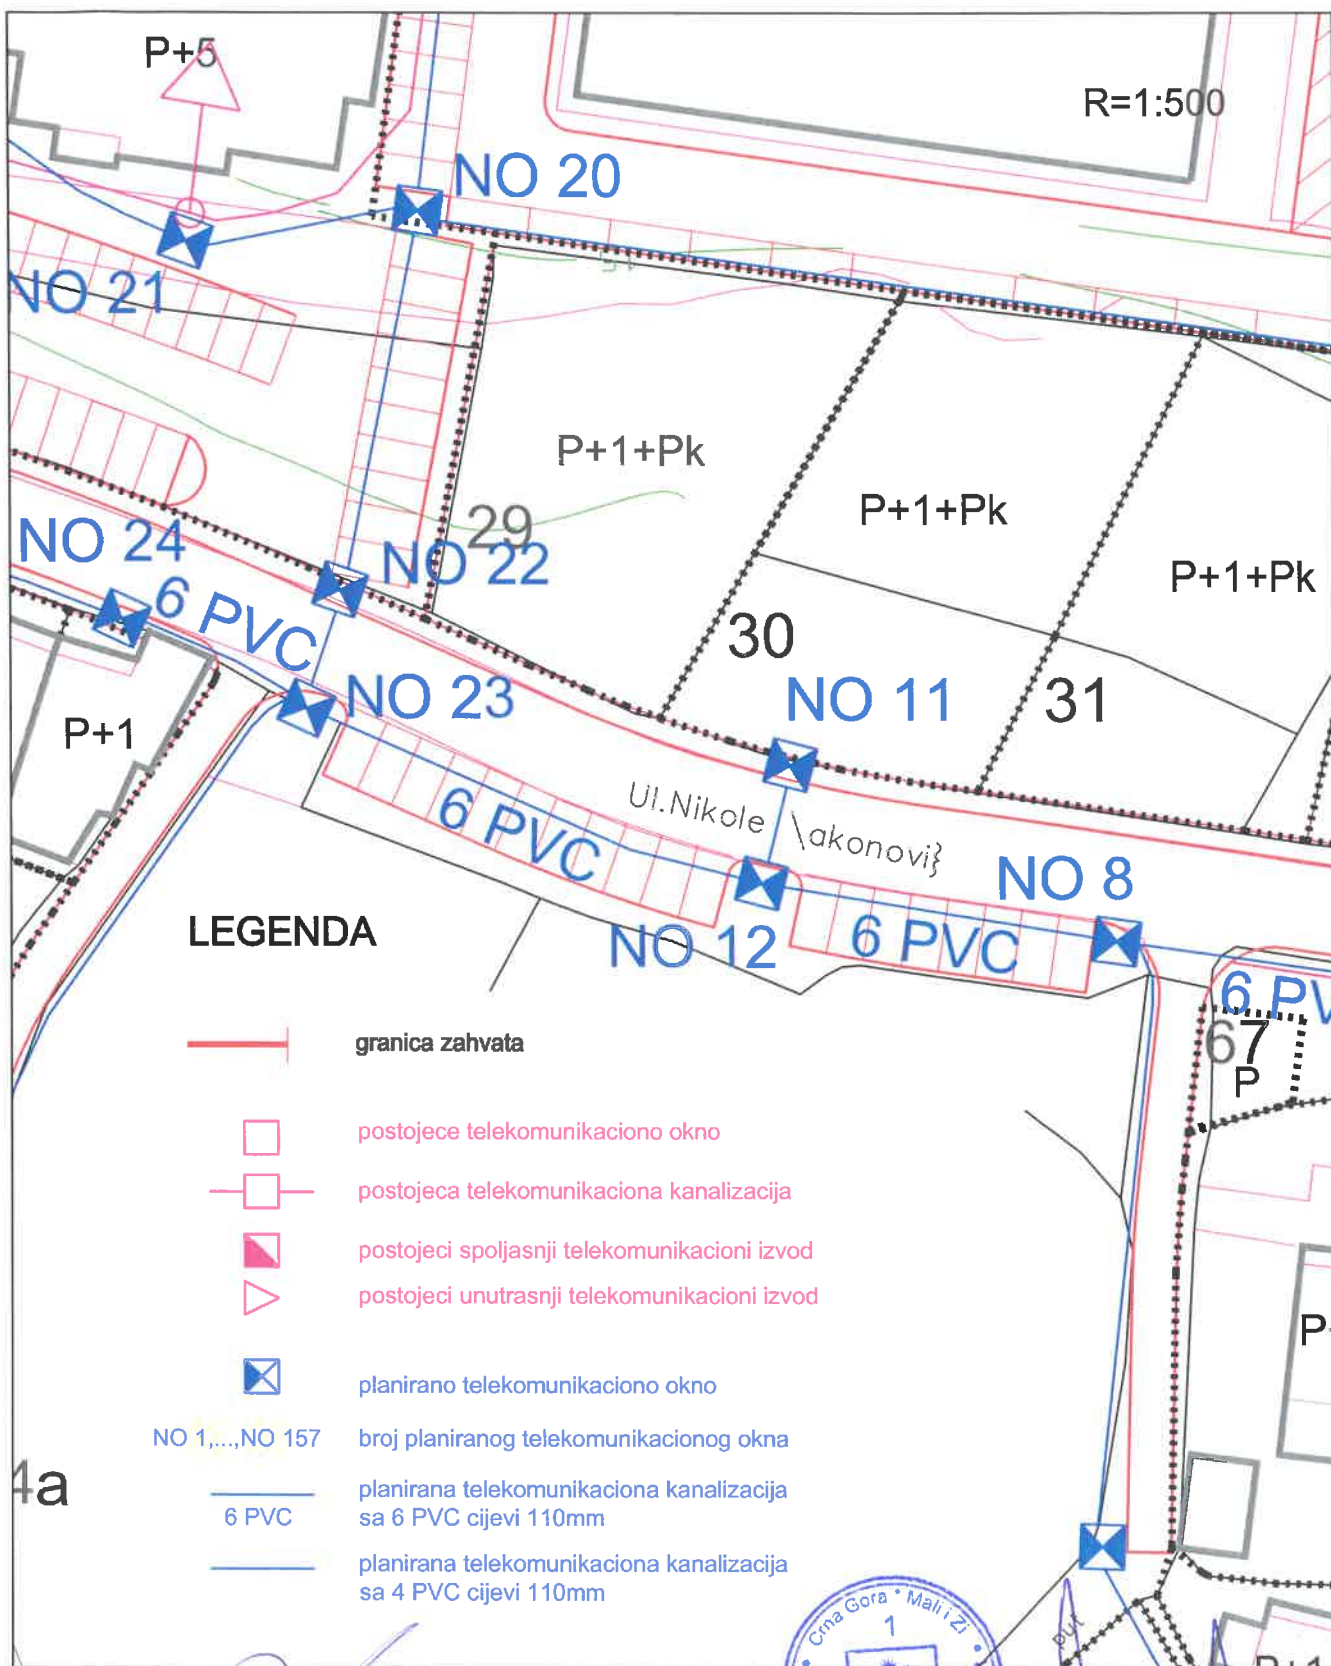 P+5
R=1:500
NO 20
NO 21
P+1+Pk
P+1+Pk
P+1+Pk
29
NO 24
NO 22
6 PVC
30
NO 23
NO 11
31
P+1
6 PVC
Ul.Nikole \akonovi}
NO 8
LEGENDA
NO 12
6 PVC
6 PV
67
P
granica zahvata
postojece telekomunikaciono okno
postojeca telekomunikaciona kanalizacija
postojeci spoljasnji telekomunikacioni izvod
postojeci unutrasnji telekomunikacioni izvod
P
planirano telekomunikaciono okno
NO 1,...,NO 157 broj planiranog telekomunikacionog okna
4a
planirana telekomunikaciona kanalizacija
6 PVC sa 6 PVC cijevi 110mm
planirana telekomunikaciona kanalizacija
sa 4 PVC cijevi 110mm
Crna Gora * Mali i Zi
1
put
P+1